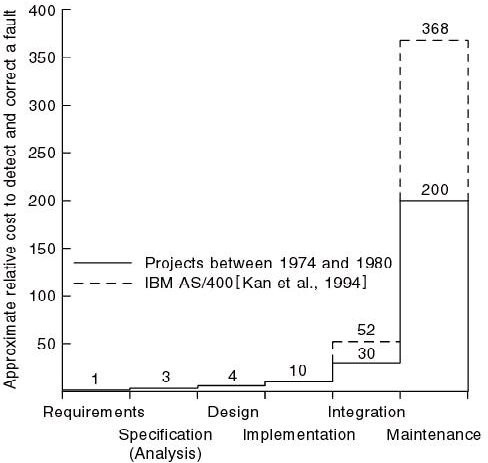 Approximate relative cost to detect and correct a fault
400
350
300
250
200
150
100
50
368
200
Projects between 1974 and 1980
IBM AS/400[Kan et al., 1994]
52
30
1
3
4
10
Requirements
Design
Integration
Specification
(Analysis)
Implementation
Maintenance